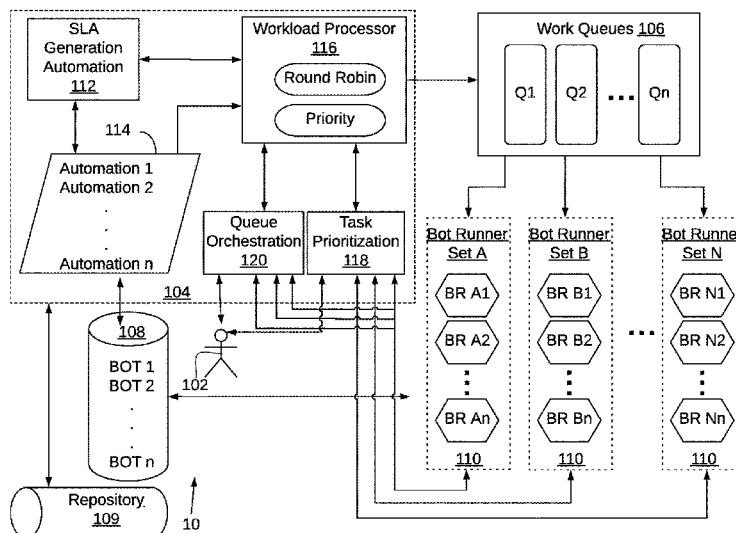 SLA
Generation
Automation
112
Workload Processor
116
Round Robin
Priority
Work Queues 106
Q1
Q2
Qn
114
Automation 1
Automation 2
Automation n
Queue
Orchestration
120
Task
Prioritization
118
104
108
BOT 1
BOT 2
BOT n
102
Repository
109
10
Bot Runner
Set A
BR A1
BR A2
BR An
110
Bot Runner
Set B
BR B1
BR B2
BR Bn
110
Bot Runner
Set N
BR N1
BR N2
BR Nn
110